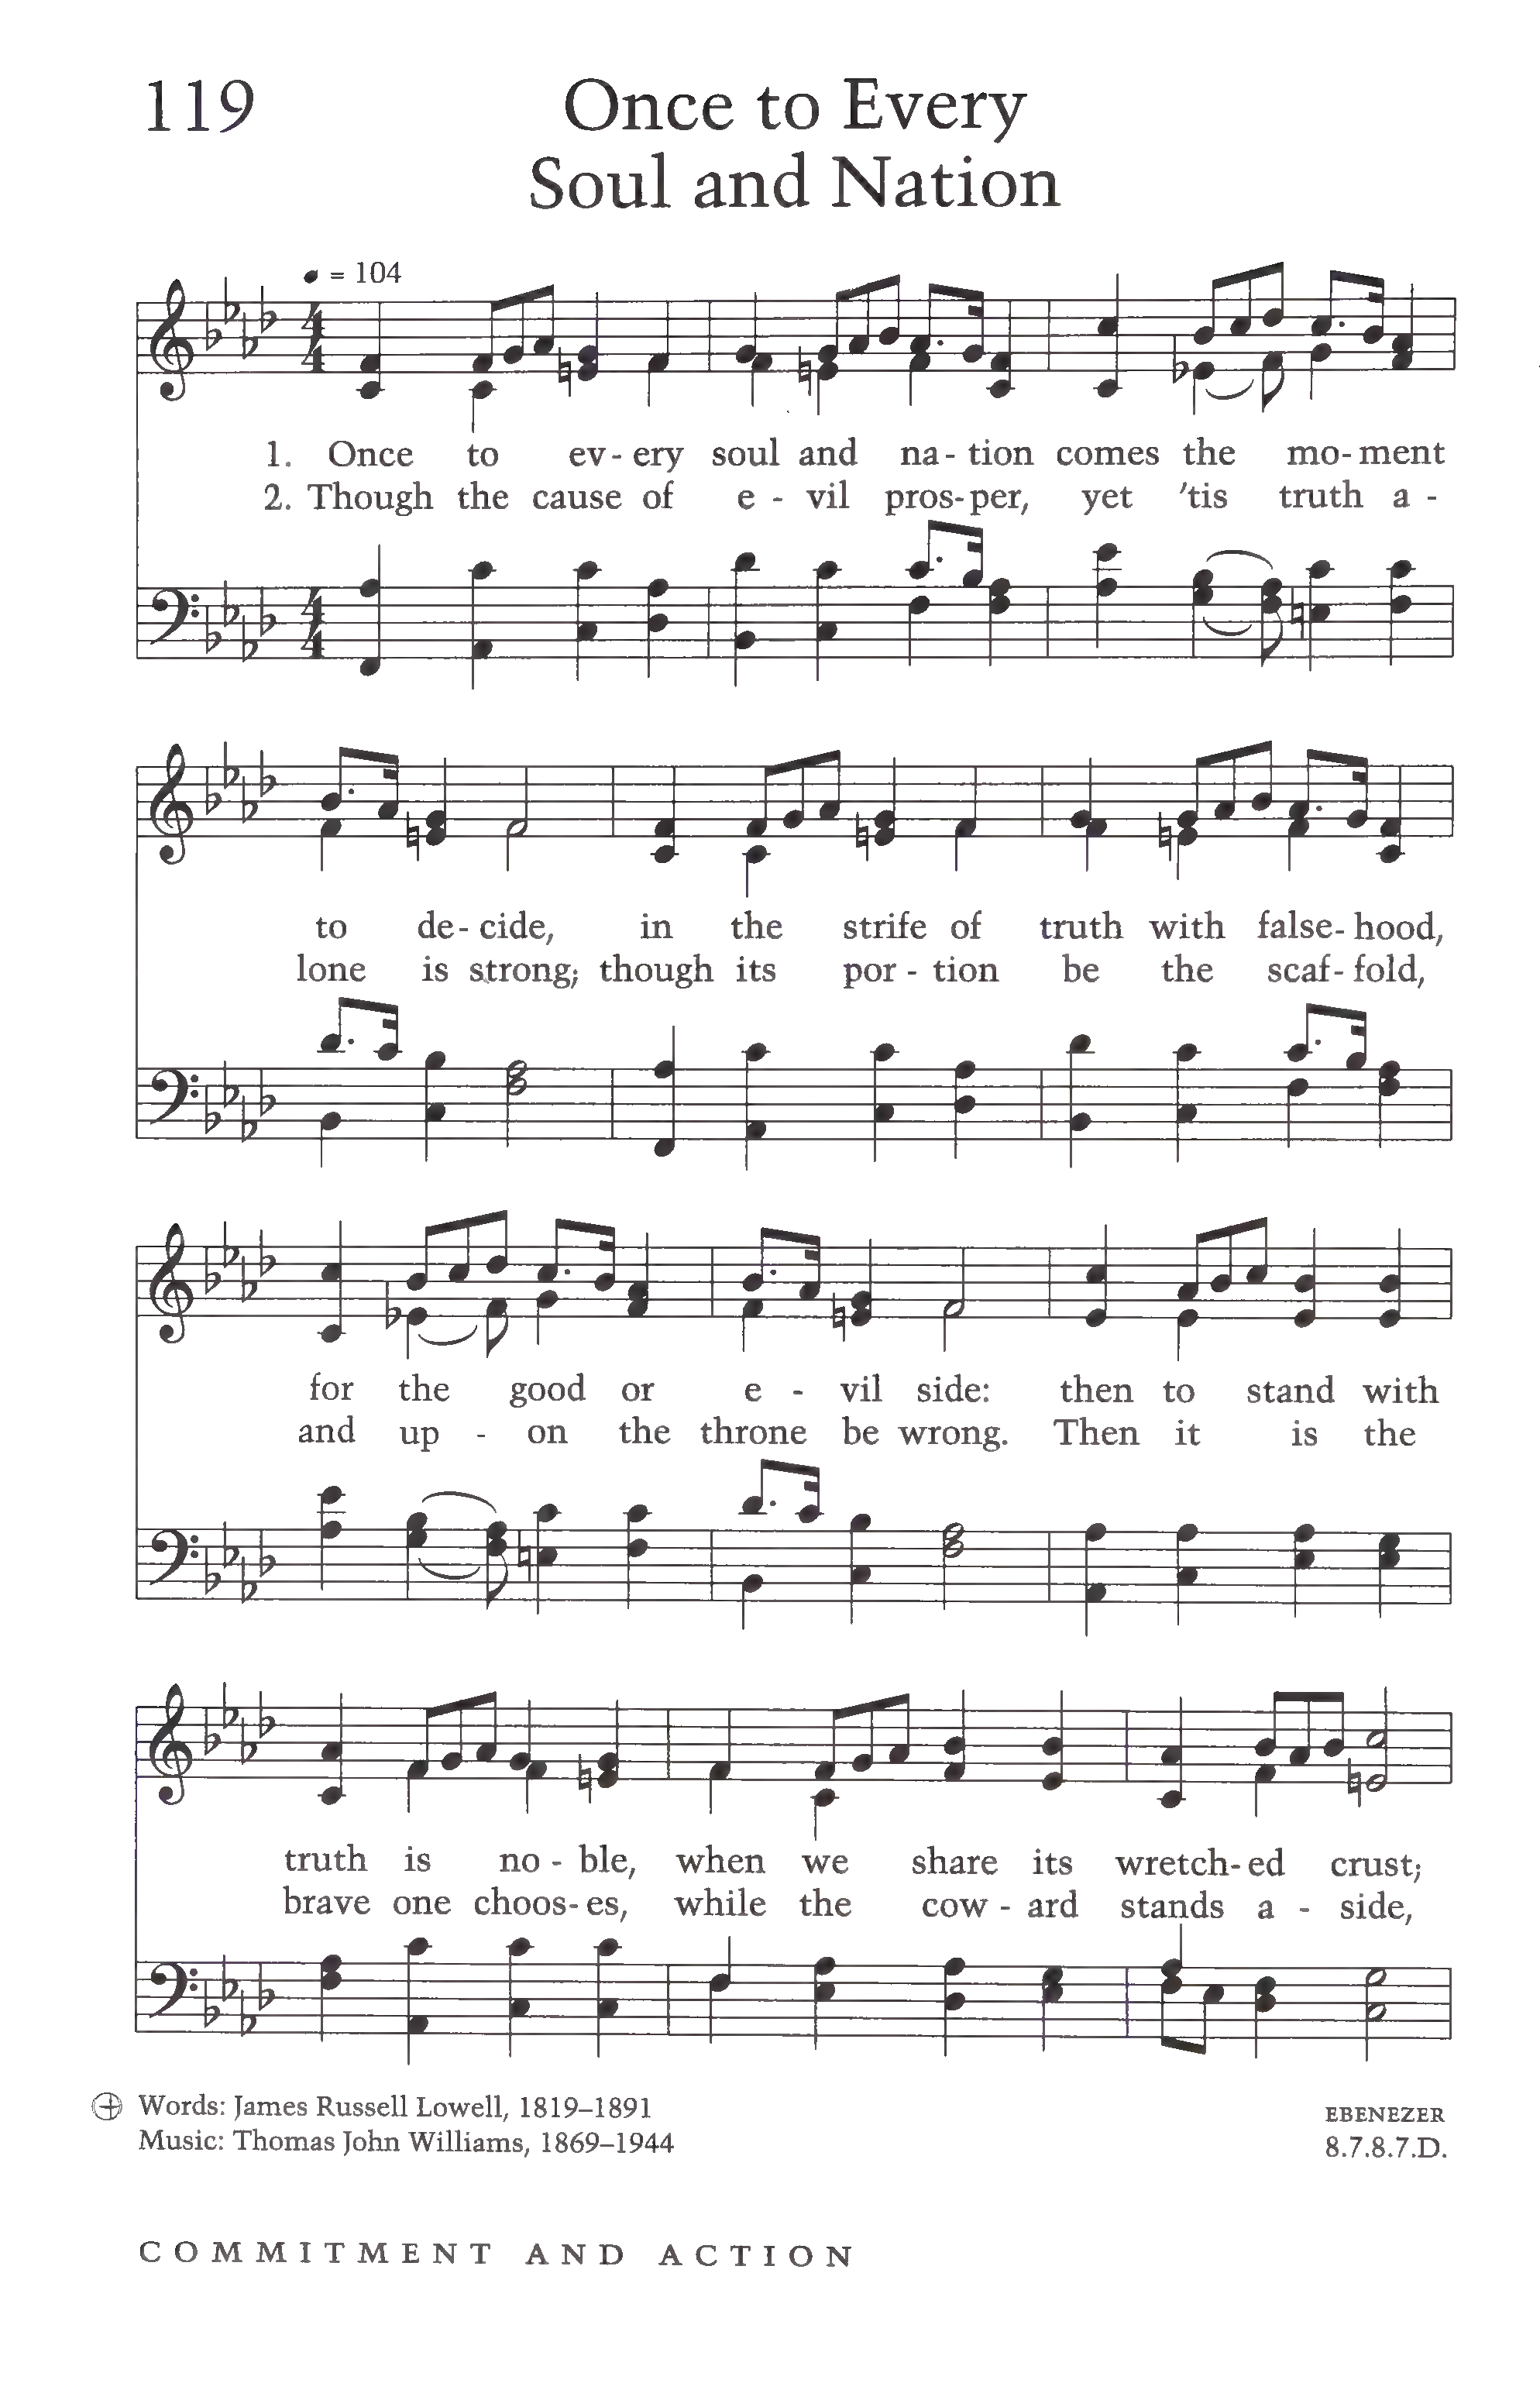 119
Once to Every
Soul and Nation
= 104
1. Once to ev- ery soul and na- tion comes the mo- ment
2. Though the cause of e - vil pros- per, yet ’tis truth a -
to de- cide, in the strife of truth with false- hood,
lone is strong; though its por - tion be the scaf- fold,
for the good or e - vil side: then to stand with
and up - on the throne be wrong. Then it is the
truth is no - ble, when we share its wretch- ed crust;
brave one choos- es, while the cow - ard stands a - side,
Words: James Russell Lowell, 1819–1891
Music: Thomas John Williams, 1869–1944
EBENEZER
8.7.8.7.D.
COMMITMENT AND ACTION